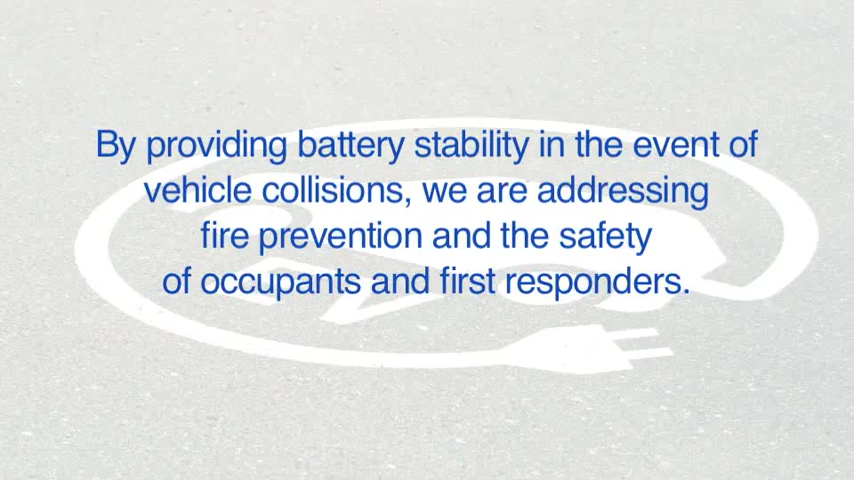 By providing battery stability in the event of
vehicle collisions, we are addressing
fire prevention and the safety
of occupants and first responders.